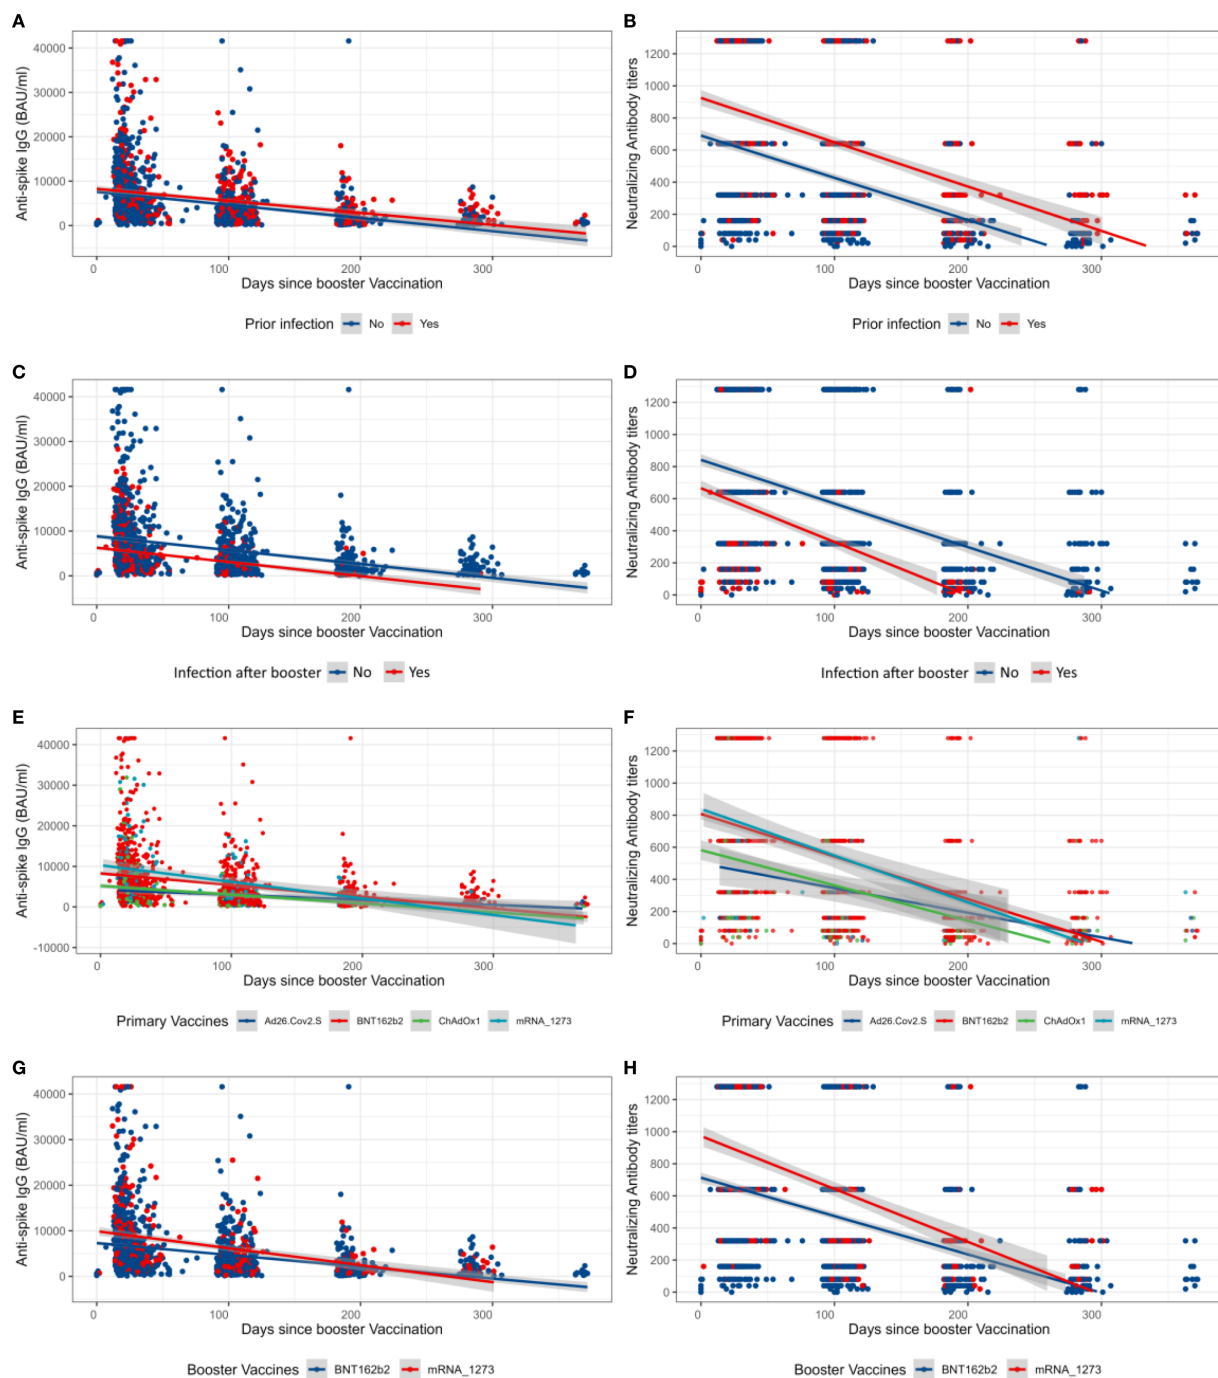 A
Anti-spike IgG (BAU/ml)
40000
30000
20000
10000
0
0 100 200 300
Days since booster Vaccination
Prior infection No Yes
B
Neutralizing Antibody titers
1200
1000
800
600
400
200
0
0 100 200 300
Days since booster Vaccination
Prior infection No Yes
C
Anti-spike IgG (BAU/ml)
40000
30000
20000
10000
0
0 100 200 300
Days since booster Vaccination
Infection after booster No Yes
D
Neutralizing Antibody titers
1200
1000
800
600
400
200
0
0 100 200 300
Days since booster Vaccination
Infection after booster No Yes
E
Anti-spike IgG (BAU/ml)
40000
30000
20000
10000
0
-10000
0 100 200 300
Days since booster Vaccination
Primary Vaccines Ad26.Cov2.S BNT162b2 ChAdOx1 mRNA_1273
F
Neutralizing Antibody titers
1200
1000
800
600
400
200
0
0 100 200 300
Days since booster Vaccination
Primary Vaccines Ad26.Cov2.S BNT162b2 ChAdOx1 mRNA_1273
G
Anti-spike IgG (BAU/ml)
40000
30000
20000
10000
0
0 100 200 300
Days since booster Vaccination
Booster Vaccines BNT162b2 mRNA_1273
H
Neutralizing Antibody titers
1200
1000
800
600
400
200
0
0 100 200 300
Days since booster Vaccination
Booster Vaccines BNT162b2 mRNA_1273